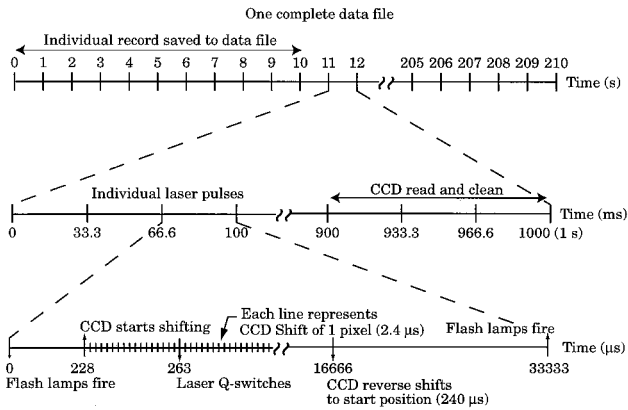 One complete data file
Individual record saved to data file
0 1 2 3 4 5 6 7 8 9 10 11 12 205 206 207 208 209 210
Time (s)
Individual laser pulses
CCD read and clean
Time (ms)
0 33.3 66.6 100 900 933.3 966.6 1000 (1 s)
Each line represents
CCD starts shifting
CCD Shift of 1 pixel (2.4 µs)
Flash lamps fire
Time (µs)
0 228 263 16666 33333
Flash lamps fire
Laser Q-switches
CCD reverse shifts
to start position (240 µs)